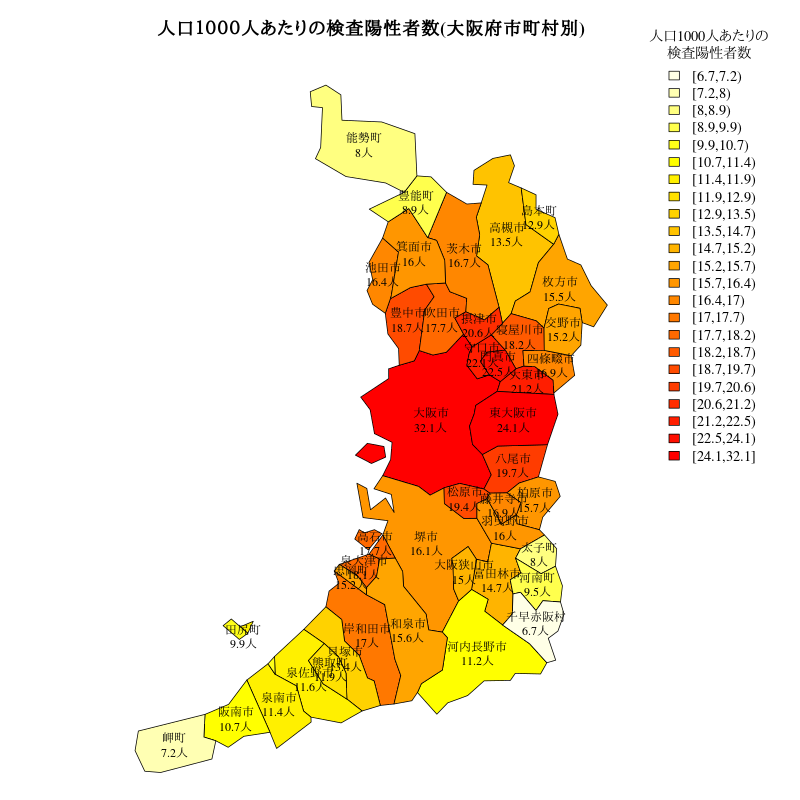 人口1000人あたりの検査陽性者数(大阪府市町村別)
人口1000人あたりの
検査陽性者数
[6.7,7.2)
[7.2,8)
[8,8.9)
[8.9,9.9)
[9.9,10.7)
[10.7,11.4)
[11.4,11.9)
[11.9,12.9)
[12.9,13.5)
[13.5,14.7)
[14.7,15.2)
[15.2,15.7)
[15.7,16.4)
[16.4,17)
[17,17.7)
[17.7,18.2)
[18.2,18.7)
[18.7,19.7)
[19.7,20.6)
[20.6,21.2)
[21.2,22.5)
[22.5,24.1)
[24.1,32.1]
能勢町
8人
豊能町
8.9人
島本町
12.9人
高槻市
13.5人
箕面市
16人
茨木市
16.7人
池田市
16.4人
枚方市
15.5人
豊中市
18.7人
吹田市
17.7人
摂津市
20.6人
寝屋川市
18.2人
交野市
15.2人
守口市
門真市
22.5人
四條畷市
16.9人
大東市
21.2人
大阪市
32.1人
東大阪市
24.1人
八尾市
19.7人
松原市
19.4人
藤井寺市
16.9人
柏原市
15.7人
羽曳野市
16人
高石市
17.7人
堺市
16.1人
泉大津市
忠岡町
15.2人
大阪狭山市
15人
富田林市
14.7人
太子町
8人
河南町
9.5人
千早赤阪村
6.7人
田尻町
9.9人
岸和田市
17人
和泉市
15.6人
河内長野市
11.2人
貝塚市
熊取町
11.9人
泉佐野市
11.6人
泉南市
11.4人
阪南市
10.7人
岬町
7.2人